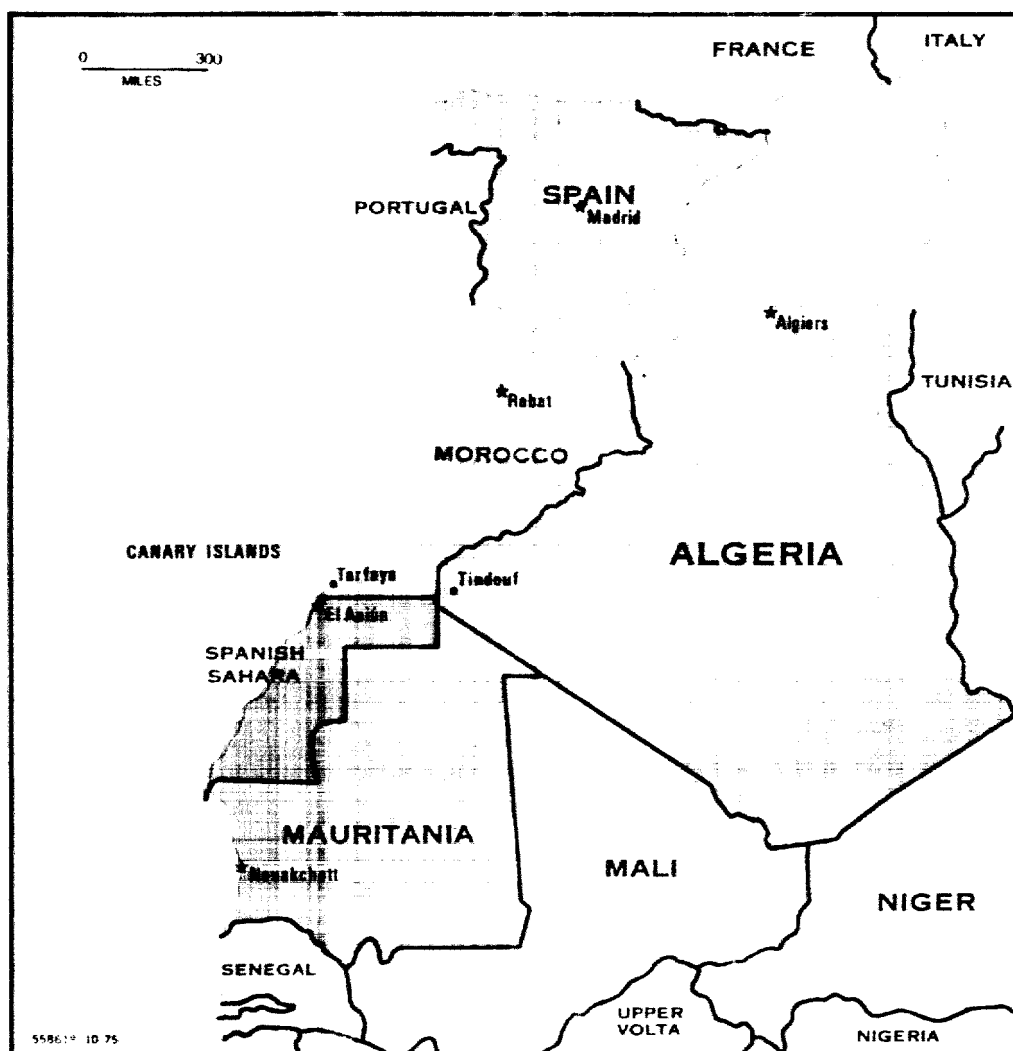 0 300
MILES
FRANCE
ITALY
PORTUGAL
SPAIN
Madrid
Algiers
TUNISIA
Rabat
MOROCCO
CANARY ISLANDS
ALGERIA
Tarfaya
Tindouf
El Aaiún
SPANISH
SAHARA
MAURITANIA
Nouakchott
MALI
NIGER
SENEGAL
UPPER
VOLTA
NIGERIA
10 75